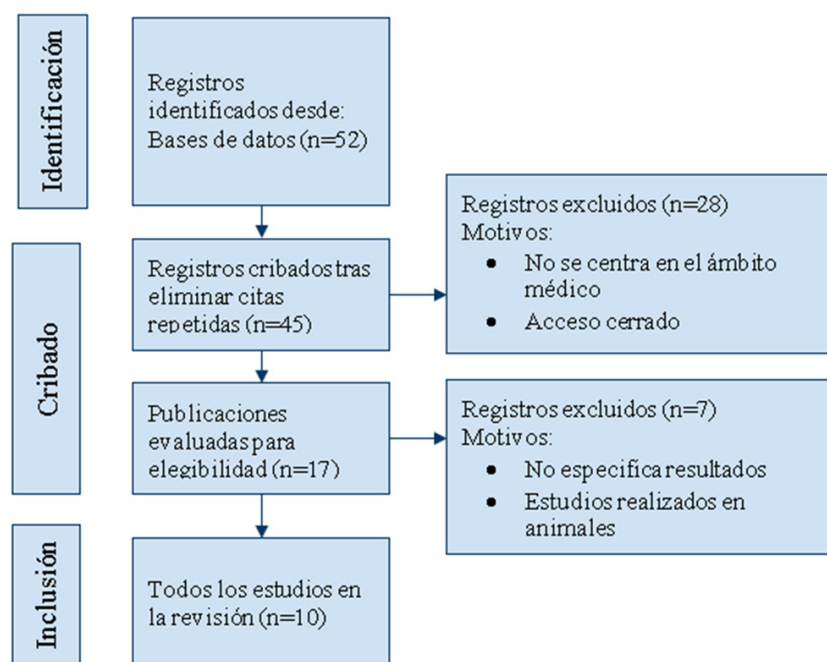 Identificación
Registros
identificados desde:
Bases de datos (n=52)
Registros excluidos (n=28)
Motivos:
● No se centra en el ámbito
médico
● Acceso cerrado
Cribado
Registros cribados tras
eliminar citas
repetidas (n=45)
Publicaciones
evaluadas para
elegibilidad (n=17)
Registros excluidos (n=7)
Motivos:
● No especifica resultados
● Estudios realizados en
animales
Inclusión
Todos los estudios en
la revisión (n=10)